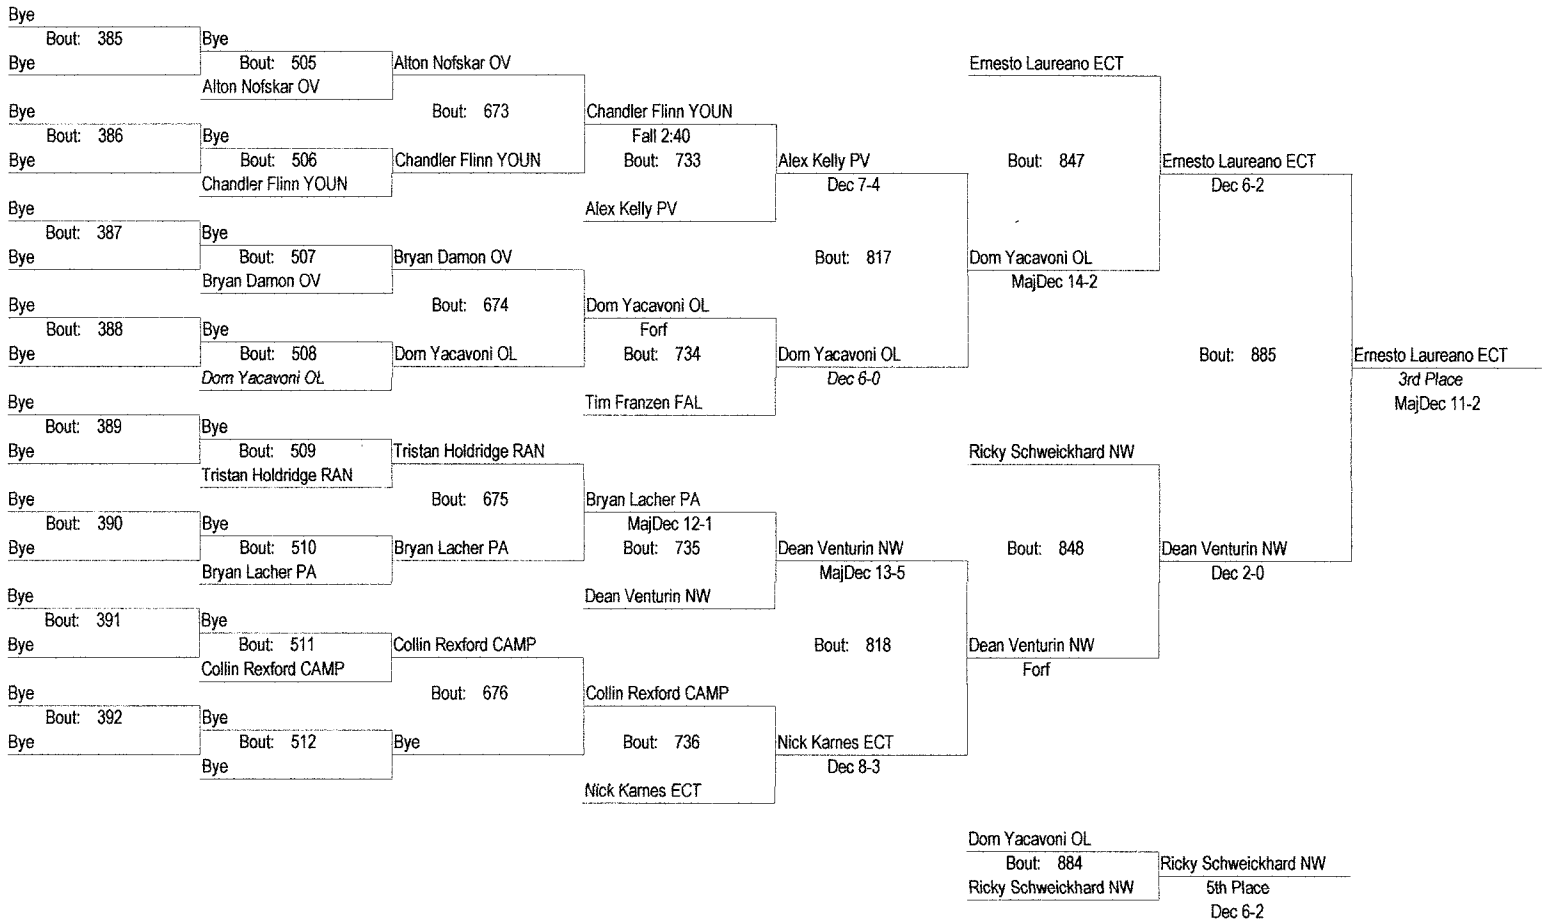 Bye
Bout: 385
Bye
Bye
Bout: 505
Alton Nofskar OV
Bye
Bout: 386
Bye
Bye
Bout: 506
Chandler Flinn YOUN
Bye
Bout: 387
Bye
Bye
Bout: 507
Bryan Damon OV
Bye
Bout: 388
Bye
Bye
Bout: 508
Dom Yacavoni OL
Bye
Bout: 389
Bye
Bye
Bout: 509
Tristan Holdridge RAN
Bye
Bout: 390
Bye
Bye
Bout: 510
Bryan Lacher PA
Bye
Bout: 391
Bye
Bye
Bout: 511
Collin Rexford CAMP
Bye
Bout: 392
Bye
Bye
Bout: 512
Bye
Alton Nofskar OV
Bout: 673
Chandler Flinn YOUN
Bryan Damon OV
Bout: 674
Dom Yacavoni OL
Tristan Holdridge RAN
Bout: 675
Bryan Lacher PA
Collin Rexford CAMP
Bout: 676
Bye
Chandler Flinn YOUN
Fall 2:40
Bout: 733
Alex Kelly PV
Dom Yacavoni OL
Forf
Bout: 734
Tim Franzen FAL
Bryan Lacher PA
MajDec 12-1
Bout: 735
Dean Venturin NW
Collin Rexford CAMP
Bout: 736
Nick Karnes ECT
Alex Kelly PV
Dec 7-4
Bout: 817
Dom Yacavoni OL
Dec 6-0
Dean Venturin NW
MajDec 13-5
Bout: 818
Nick Karnes ECT
Dec 8-3
Ernesto Laureano ECT
Bout: 847
Dom Yacavoni OL
MajDec 14-2
Ricky Schweickhard NW
Bout: 848
Dean Venturin NW
Forf
Ernesto Laureano ECT
Dec 6-2
Bout: 885
Dean Venturin NW
Dec 2-0
Ernesto Laureano ECT
3rd Place
MajDec 11-2
Dom Yacavoni OL
Bout: 884
Ricky Schweickhard NW
Ricky Schweickhard NW
5th Place
Dec 6-2